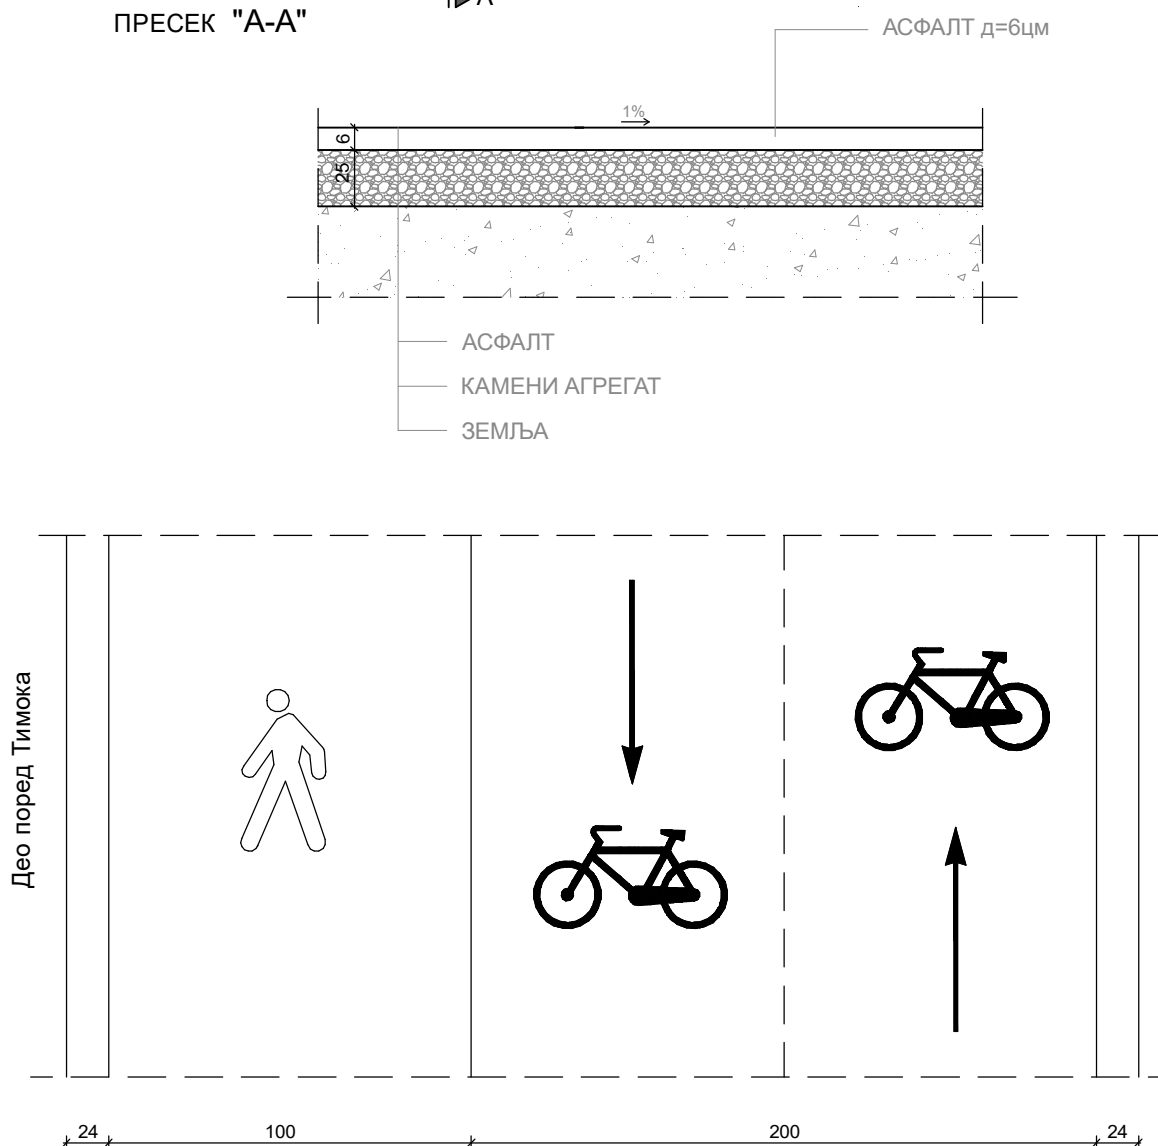 А
ПРЕСЕК "А-А"
АСФАЛТ д=6цм
1%
6
25
АСФАЛТ
КАМЕНИ АГРЕГАТ
ЗЕМЉА
Део поред Тимока
24 100 200 24